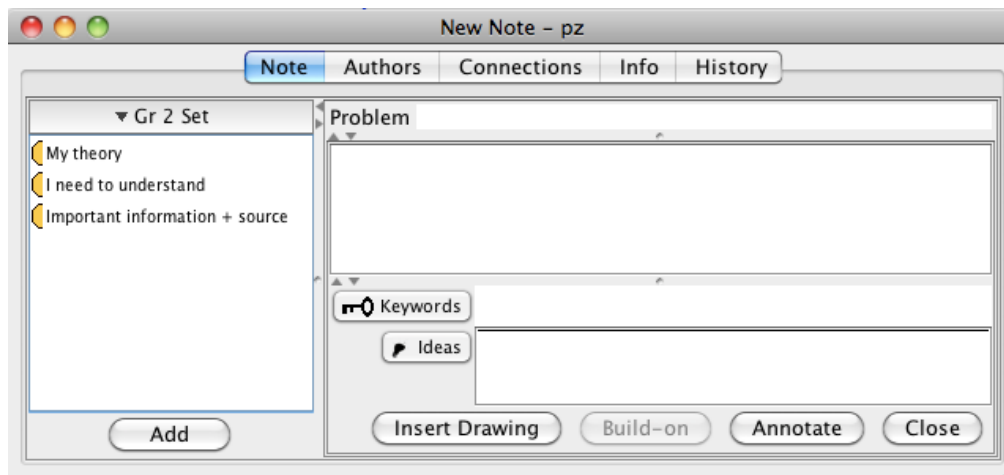 New Note – pz
Note Authors Connections Info History
Gr 2 Set
My theory
I need to understand
Important information + source
Add
Problem
Keywords
Ideas
Insert Drawing Build-on Annotate Close